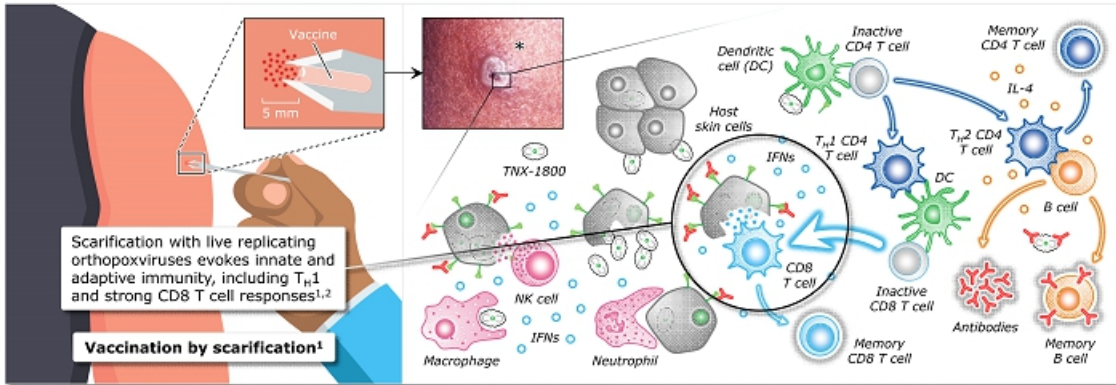 Vaccine
5 mm
Scarification with live replicating
orthopoxviruses evokes innate and
adaptive immunity, including TH1
and strong CD8 T cell responses1,2
Vaccination by scarification1
*
TNX-1800
Host
skin cells
Dendritic
cell (DC)
Inactive
CD4 T cell
Memory
CD4 T cell
IL-4
TH1 CD4
T cell
TH2 CD4
T cell
IFNs
DC
B cell
CD8
T cell
NK cell
IFNs
Macrophage
Neutrophil
Inactive
CD8 T cell
Memory
CD8 T cell
Antibodies
Memory
B cell